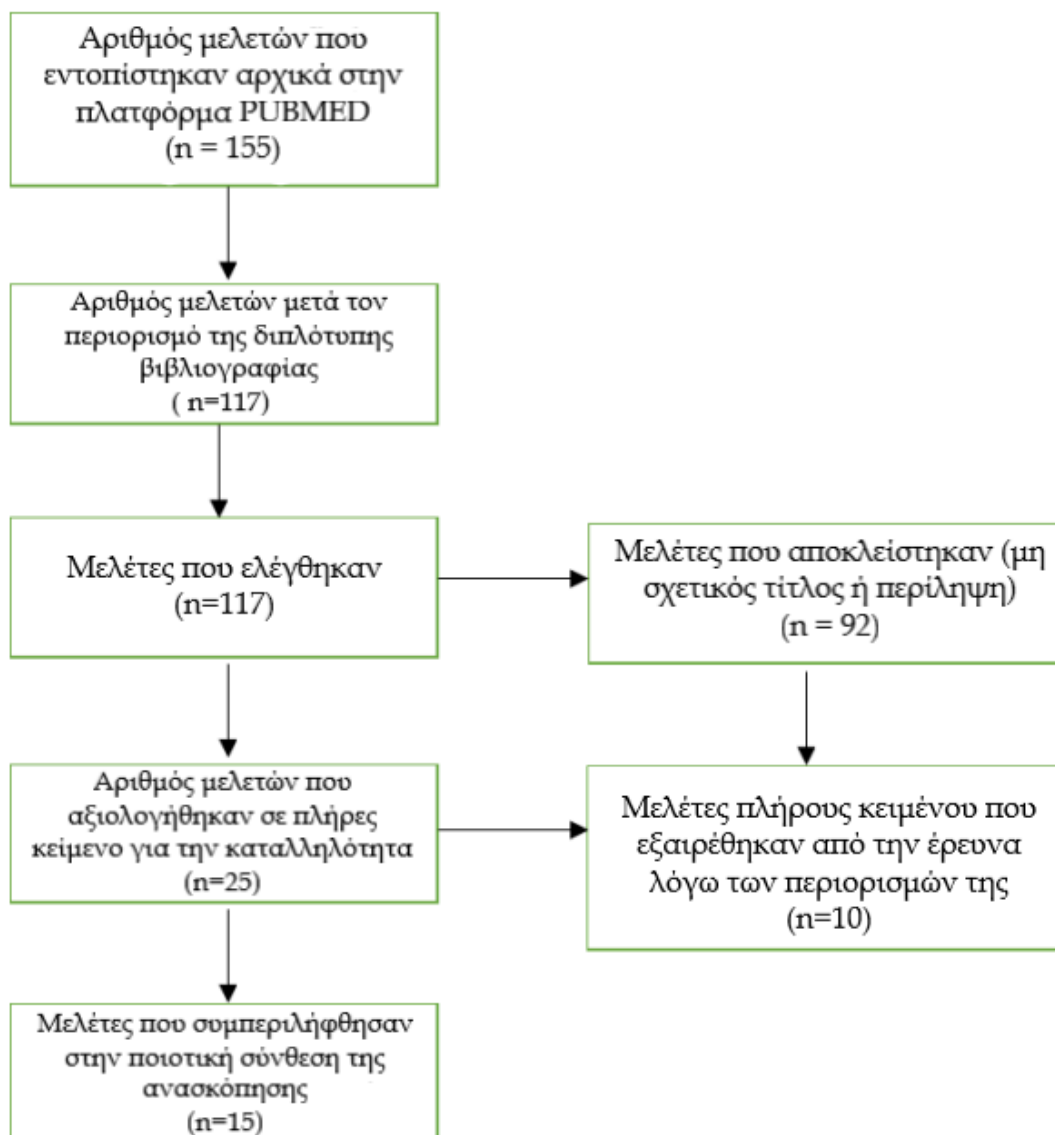 Αριθμός μελετών που
εντοπίστηκαν αρχικά στην
πλατφόρμα PUBMED
(n = 155)
Αριθμός μελετών μετά τον
περιορισμό της διπλότυπης
βιβλιογραφίας
( n=117)
Μελέτες που ελέγθηκαν
(n=117)
Μελέτες που αποκλείστηκαν (μη
σχετικός τίτλος ή περίληψη)
(n = 92)
Αριθμός μελετών που
αξιολογήθηκαν σε πλήρες
κείμενο για την καταλληλότητα
(n=25)
Μελέτες πλήρους κειμένου που
εξαιρέθηκαν από την έρευνα
λόγω των περιορισμών της
(n=10)
Μελέτες που συμπεριλήφθησαν
στην ποιοτική σύνθεση της
ανασκόπησης
(n=15)